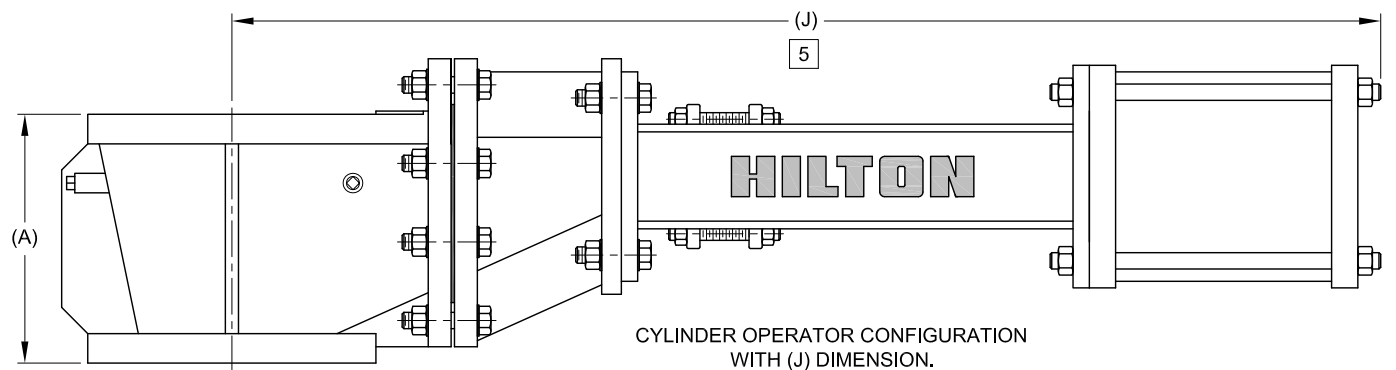 (J)
5
HILTON
(A)
CYLINDER OPERATOR CONFIGURATION
WITH (J) DIMENSION.